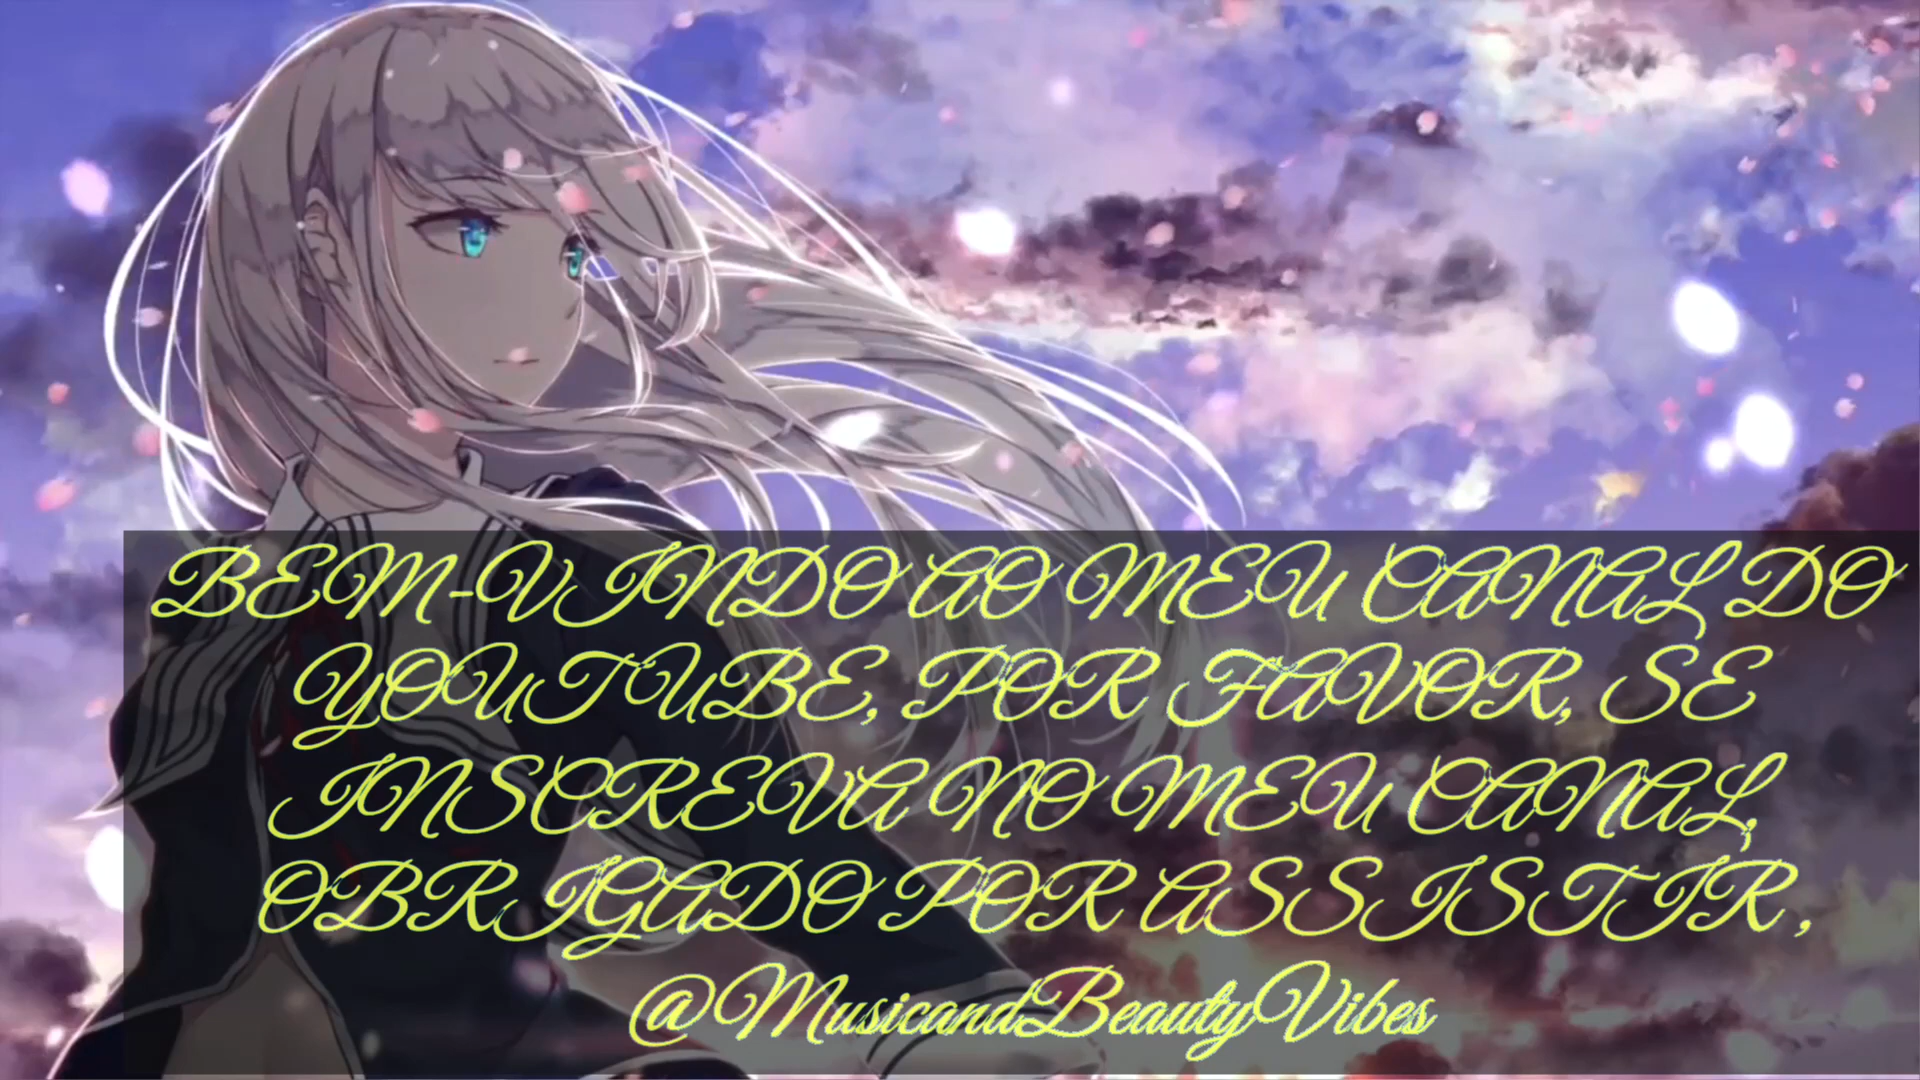 BEM-VINDO AO MEU CANAL DO
YOUTUBE, POR FAVOR, SE
INSCREVA NO MEU CANAL,
OBRIGADO POR ASSISTIR ,
@MusicandBeautyVibes